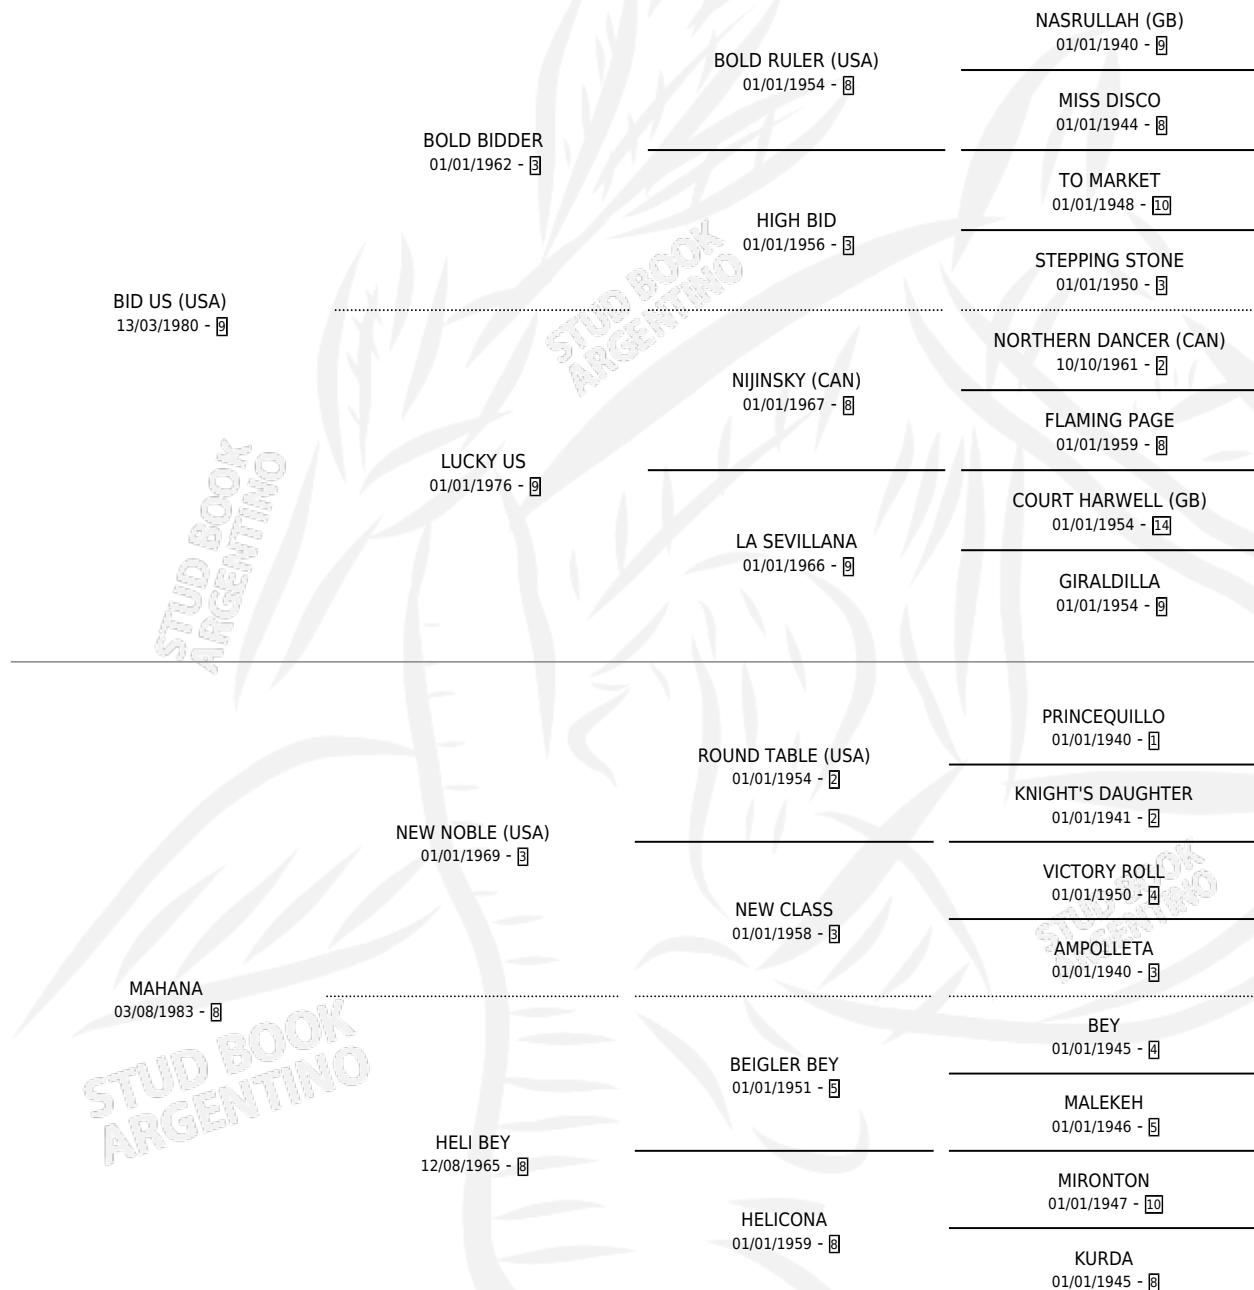 NASRULLAH (GB)
01/01/1940 - 9
BOLD RULER (USA)
01/01/1954 - 8
MISS DISCO
01/01/1944 - 8
BOLD BIDDER
01/01/1962 - 3
TO MARKET
01/01/1948 - 10
HIGH BID
01/01/1956 - 3
STEPPING STONE
01/01/1950 - 3
BID US (USA)
13/03/1980 - 9
NORTHERN DANCER (CAN)
10/10/1961 - 2
NIJINSKY (CAN)
01/01/1967 - 8
FLAMING PAGE
01/01/1959 - 8
LUCKY US
01/01/1976 - 9
COURT HARWELL (GB)
01/01/1954 - 14
LA SEVILLANA
01/01/1966 - 9
GIRALDILLA
01/01/1954 - 9
PRINCEQUILLO
01/01/1940 - 1
ROUND TABLE (USA)
01/01/1954 - 2
KNIGHT'S DAUGHTER
01/01/1941 - 2
NEW NOBLE (USA)
01/01/1969 - 3
VICTORY ROLL
01/01/1950 - 4
NEW CLASS
01/01/1958 - 3
AMPOLLETA
01/01/1940 - 3
MAHANA
03/08/1983 - 8
BEY
01/01/1945 - 4
BEIGLER BEY
01/01/1951 - 5
MALEKEH
01/01/1946 - 5
HELI BEY
12/08/1965 - 8
MIRONTON
01/01/1947 - 10
HELICONA
01/01/1959 - 8
KURDA
01/01/1945 - 8
STUD BOOK
ARGENTINO
STUD BOOK
ARGENTINO
STUD BOOK
ARGENTINO
STUD BOOK
ARGENTINO